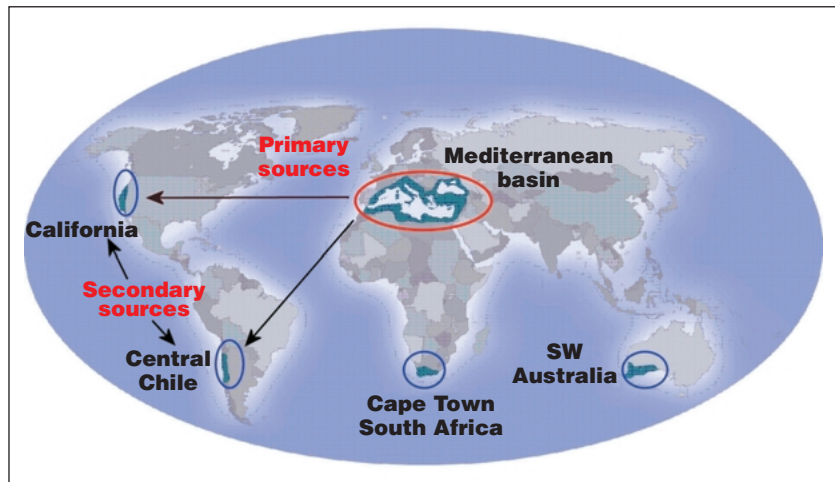 Primary
sources
Mediterranean
basin
California
Secondary
sources
Central
Chile
Cape Town
South Africa
SW
Australia